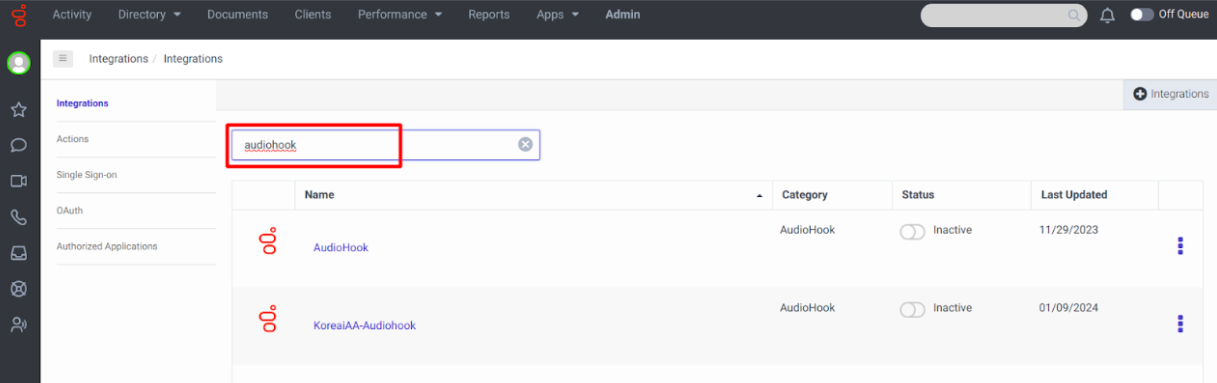 Activity Directory Documents Clients Performance Reports Apps Admin Off Queue
Integrations / Integrations
Integrations
Integrations
Actions
Single Sign-on
OAuth
Authorized Applications
audiohook
Name Category Status Last Updated
AudioHook AudioHook Inactive 11/29/2023
KoreaiAA-Audiohook AudioHook Inactive 01/09/2024